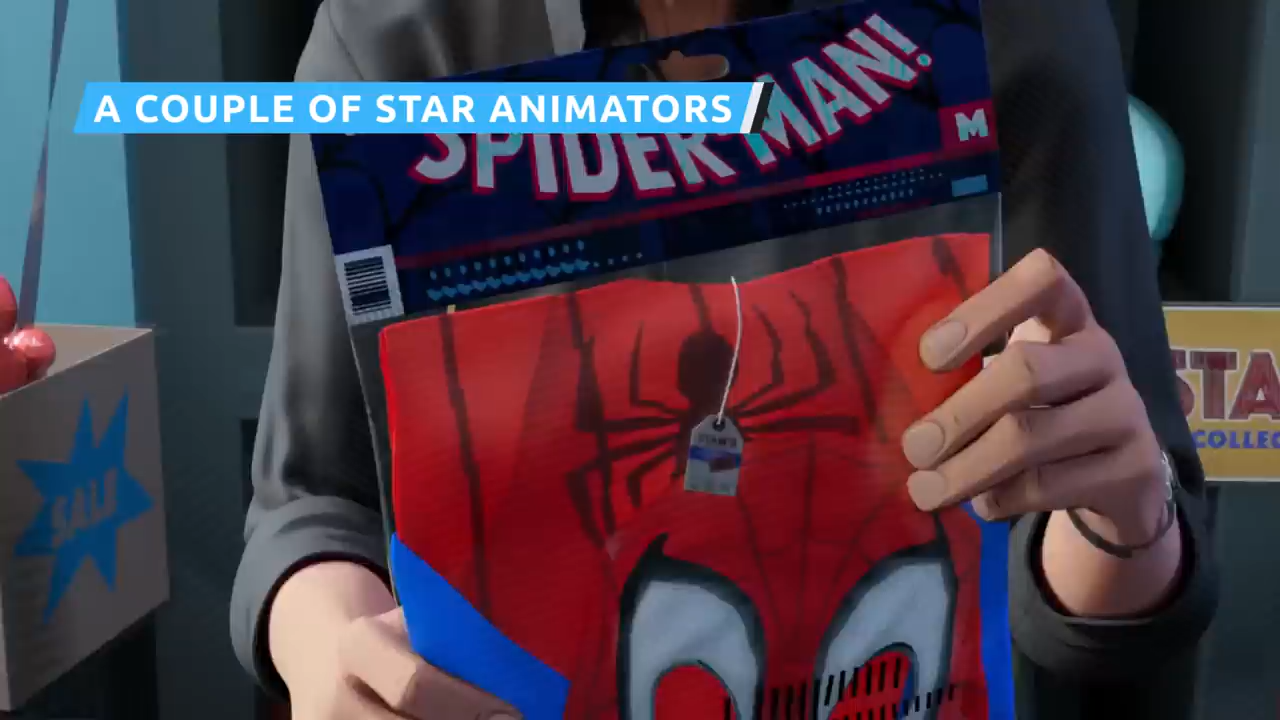 A COUPLE OF STAR ANIMATORS
SPIDER-MAN!
M
SALE
STA
COLLEC